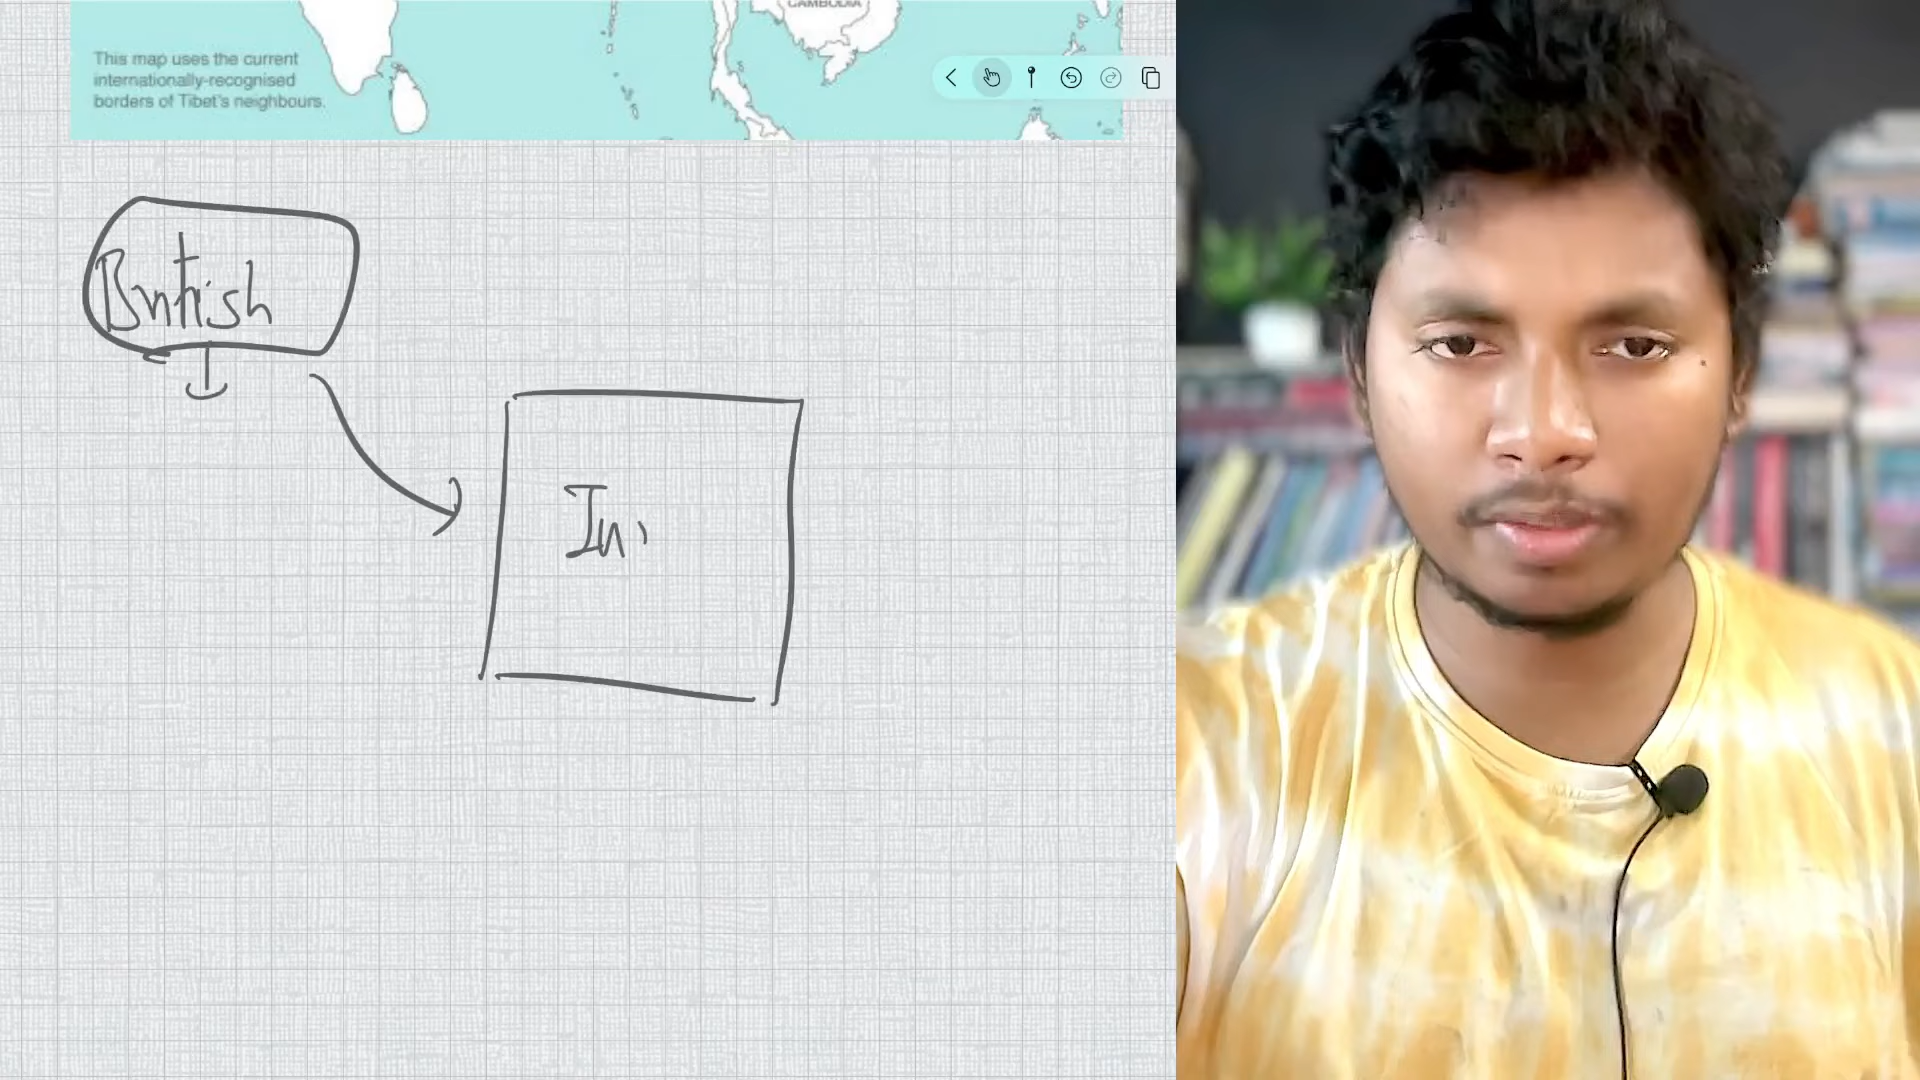 CAMBODIA
This map uses the current
internationally-recognised
borders of Tibet's neighbours.
British
In